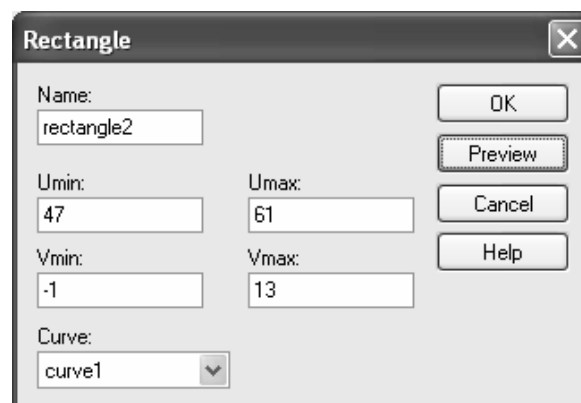 Rectangle
Name:
OK
rectangle2
Preview
Umin:
Umax:
47
61
Cancel
Vmin:
Vmax:
Help
-1
13
Curve:
curve1